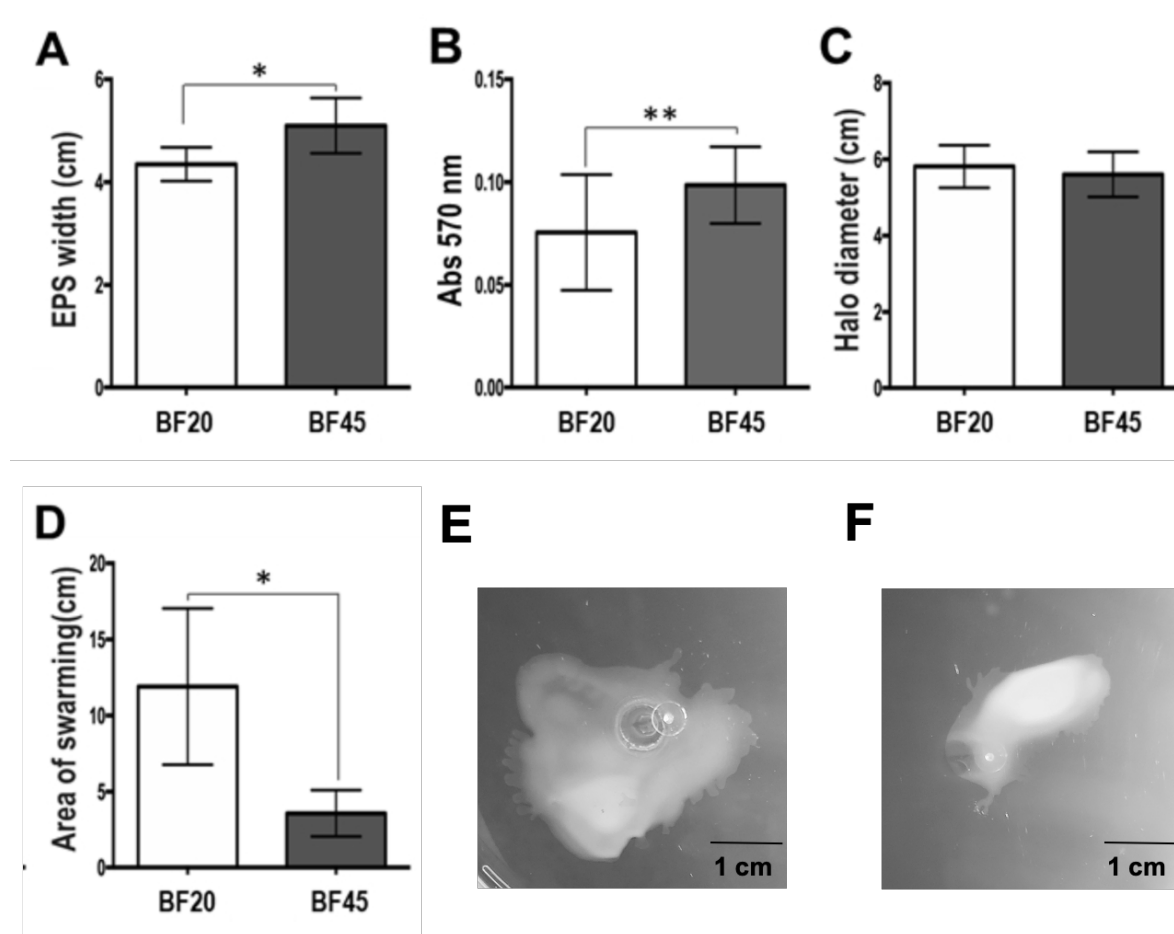 A
EPS width (cm)
6
4
2
0
*
BF20 BF45
B
Abs 570 nm
0.15
0.10
0.05
0.00
**
BF20 BF45
C
Halo diameter (cm)
8
6
4
2
0
BF20 BF45
D
Area of swarming(cm)
20
15
10
5
0
*
BF20 BF45
E
1 cm
F
1 cm